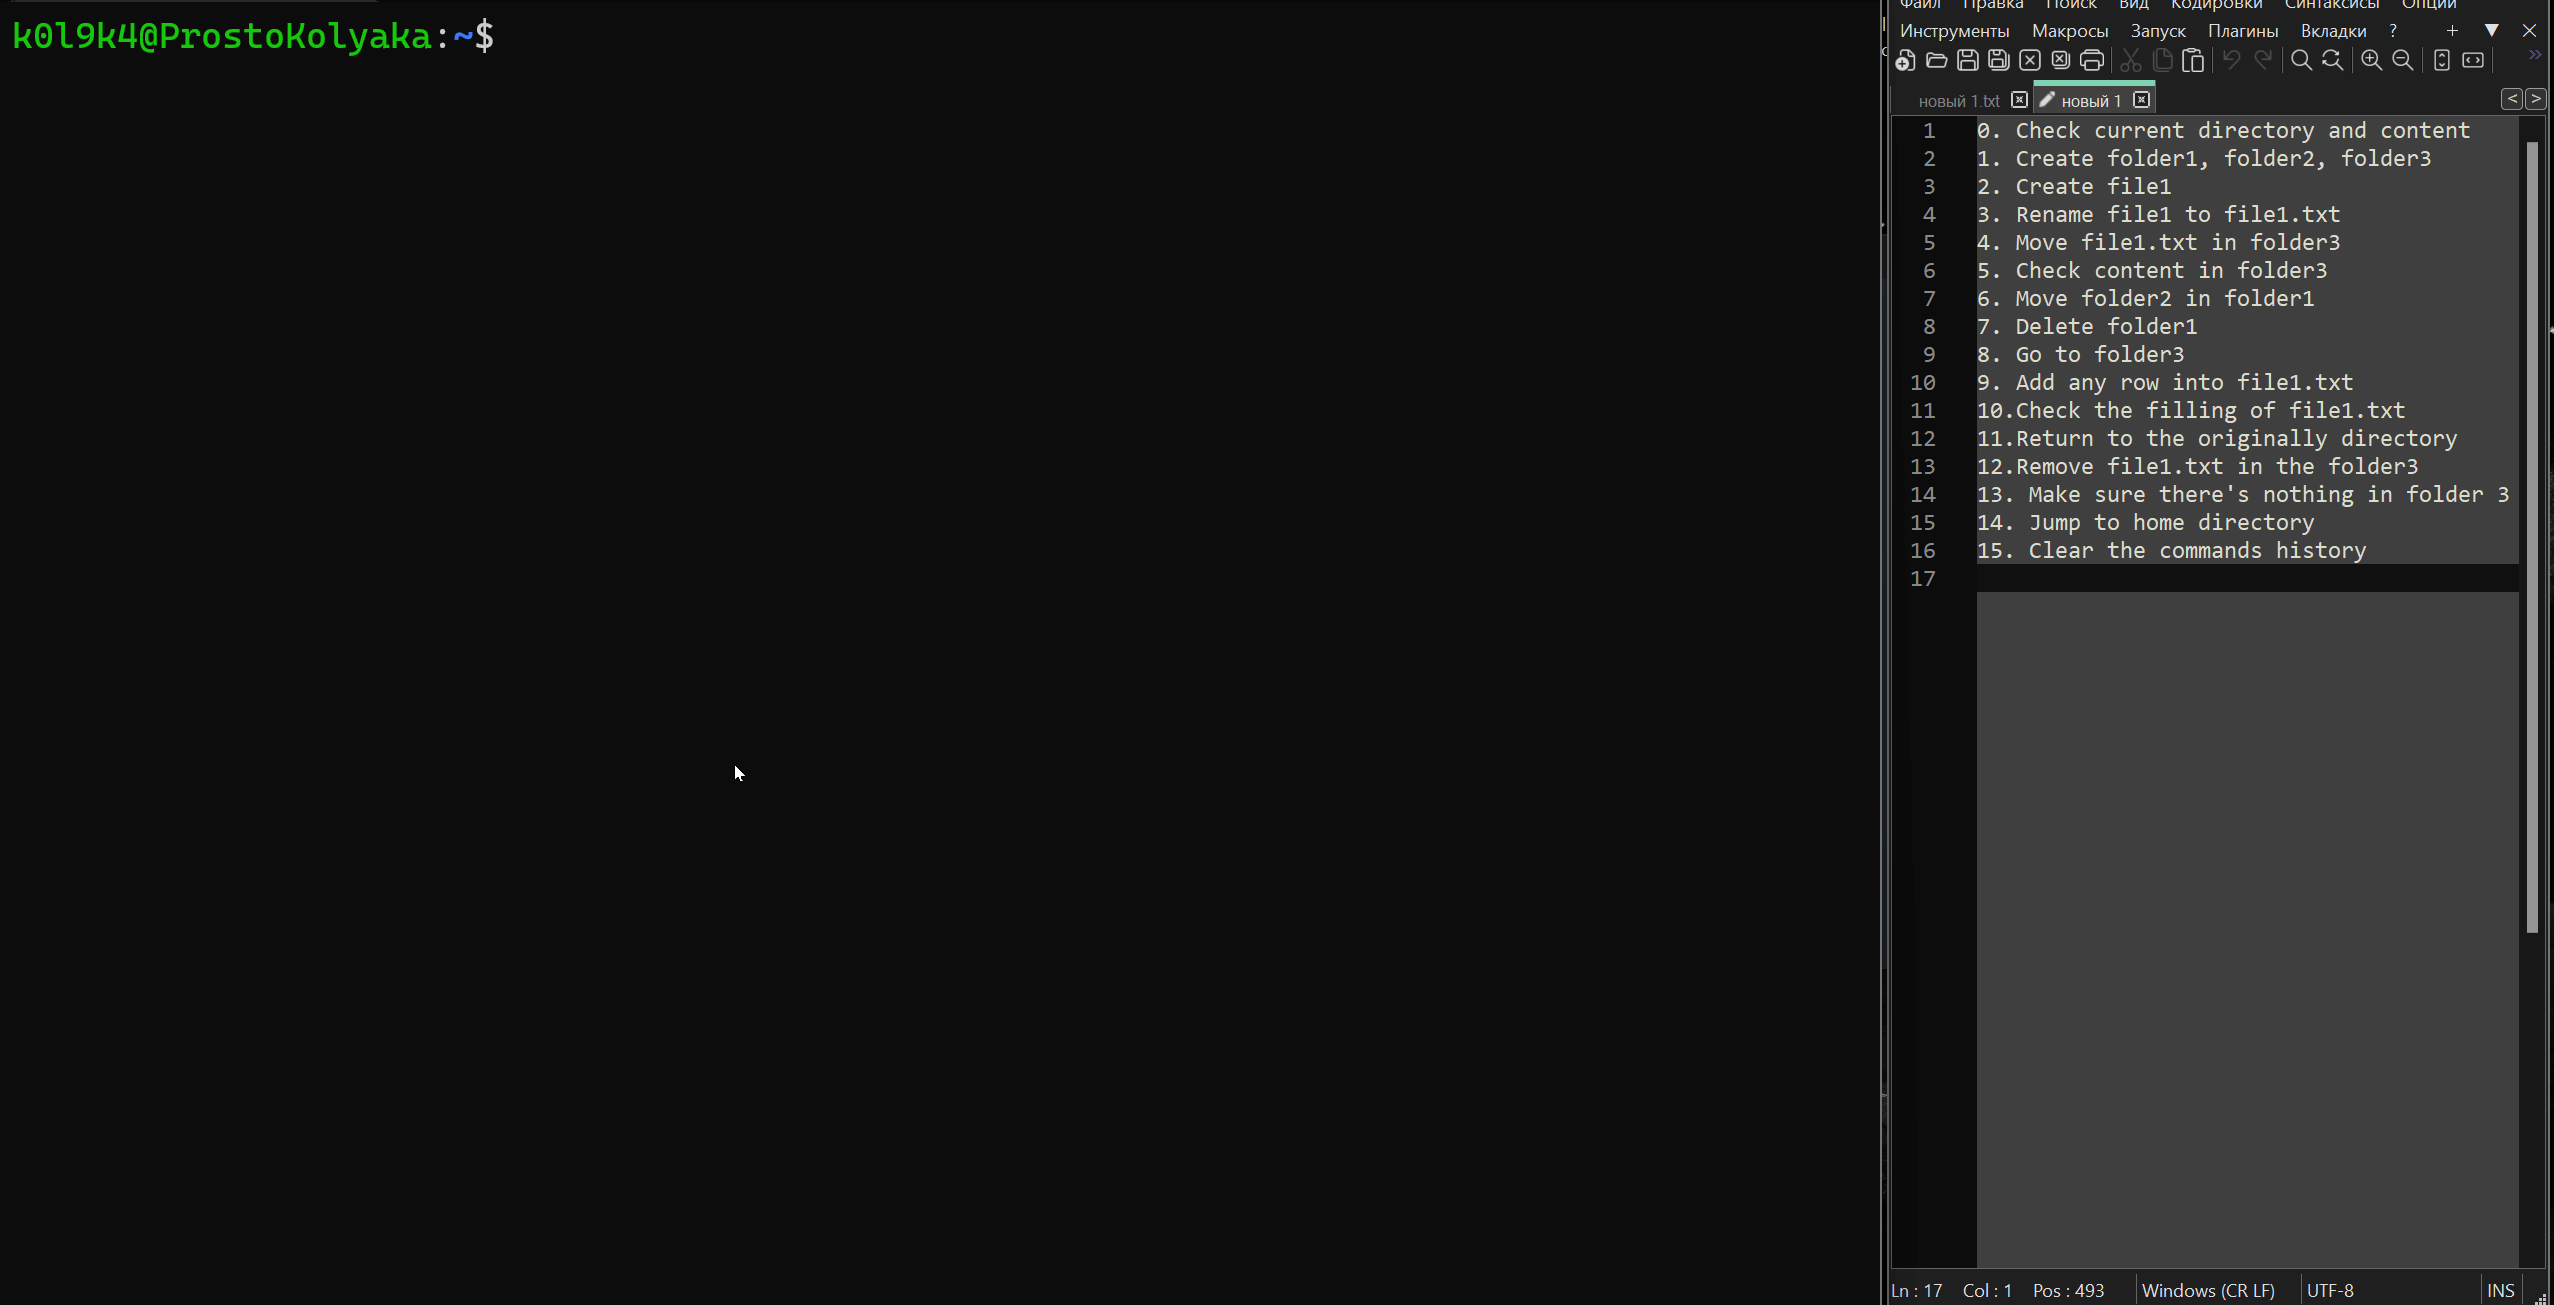 k0l9k4@ProstoKolyaka:~$
Файл Правка Поиск Вид Кодировки Синтаксисы Опции
Инструменты Макросы Запуск Плагины Вкладки ? + ▼ ✕
новый 1.txt новый 1
1 0. Check current directory and content
2 1. Create folder1, folder2, folder3
3 2. Create file1
4 3. Rename file1 to file1.txt
5 4. Move file1.txt in folder3
6 5. Check content in folder3
7 6. Move folder2 in folder1
8 7. Delete folder1
9 8. Go to folder3
10 9. Add any row into file1.txt
11 10.Check the filling of file1.txt
12 11.Return to the originally directory
13 12.Remove file1.txt in the folder3
14 13. Make sure there's nothing in folder 3
15 14. Jump to home directory
16 15. Clear the commands history
17
Ln : 17 Col : 1 Pos : 493 Windows (CR LF) UTF-8 INS